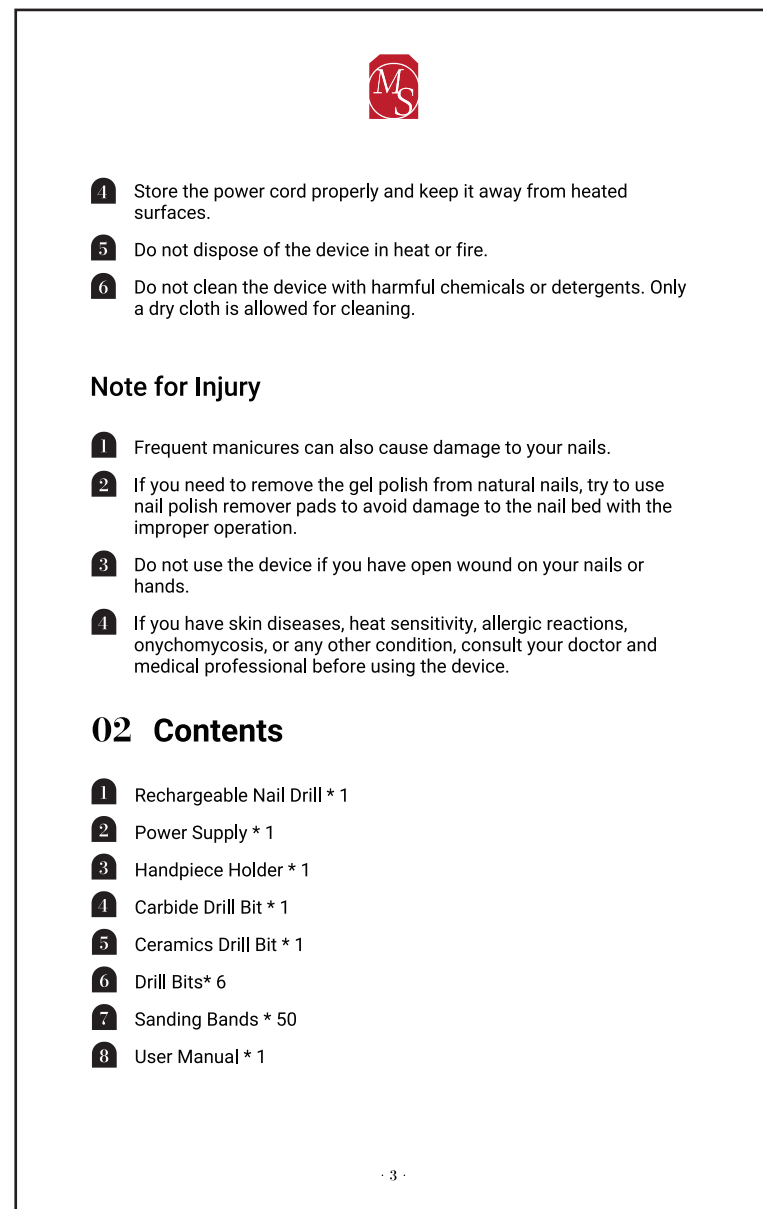 MS
4 Store the power cord properly and keep it away from heated
surfaces.
5 Do not dispose of the device in heat or fire.
6 Do not clean the device with harmful chemicals or detergents. Only
a dry cloth is allowed for cleaning.
Note for Injury
1 Frequent manicures can also cause damage to your nails.
2 If you need to remove the gel polish from natural nails, try to use
nail polish remover pads to avoid damage to the nail bed with the
improper operation.
3 Do not use the device if you have open wound on your nails or
hands.
4 If you have skin diseases, heat sensitivity, allergic reactions,
onychomycosis, or any other condition, consult your doctor and
medical professional before using the device.
02 Contents
1 Rechargeable Nail Drill * 1
2 Power Supply * 1
3 Handpiece Holder * 1
4 Carbide Drill Bit * 1
5 Ceramics Drill Bit * 1
6 Drill Bits* 6
7 Sanding Bands * 50
8 User Manual * 1
· 3 ·